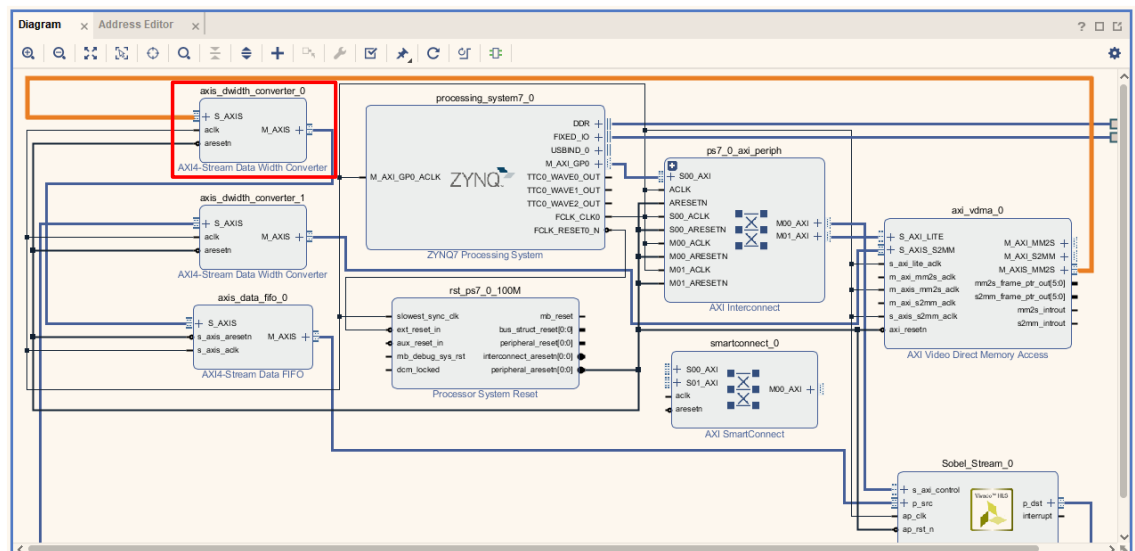 Diagram
Address Editor
axis_dwidth_converter_0
S_AXIS
aclk
M_AXIS
aresetn
AXI4-Stream Data Width Converter
axis_dwidth_converter_1
S_AXIS
aclk
M_AXIS
aresetn
AXI4-Stream Data Width Converter
axis_data_fifo_0
S_AXIS
s_axis_aresetn
M_AXIS
s_axis_aclk
AXI4-Stream Data FIFO
processing_system7_0
DDR
FIXED_IO
USBIND_0
M_AXI_GP0
M_AXI_GP0_ACLK
ZYNQ
TTC0_WAVE0_OUT
TTC0_WAVE1_OUT
TTC0_WAVE2_OUT
FCLK_CLK0
FCLK_RESET0_N
ZYNQ7 Processing System
rst_ps7_0_100M
slowest_sync_clk
mb_reset
ext_reset_in
bus_struct_reset[0:0]
aux_reset_in
peripheral_reset[0:0]
mb_debug_sys_rst
interconnect_aresetn[0:0]
dcm_locked
peripheral_aresetn[0:0]
Processor System Reset
ps7_0_axi_periph
S00_AXI
ACLK
ARESETN
S00_ACLK
S00_ARESETN
M00_ACLK
M00_ARESETN
M01_ACLK
M01_ARESETN
M00_AXI
M01_AXI
AXI Interconnect
smartconnect_0
S00_AXI
S01_AXI
M00_AXI
aclk
aresetn
AXI SmartConnect
axi_vdma_0
S_AXI_LITE
S_AXIS_S2MM
s_axi_lite_aclk
m_axi_mm2s_aclk
m_axis_mm2s_aclk
m_axi_s2mm_aclk
s_axis_s2mm_aclk
axi_resetn
M_AXI_MM2S
M_AXI_S2MM
M_AXIS_MM2S
mm2s_frame_ptr_out[5:0]
s2mm_frame_ptr_out[5:0]
mm2s_introut
s2mm_introut
AXI Video Direct Memory Access
Sobel_Stream_0
s_axi_control
p_src
ap_clk
ap_rst_n
Vivado™ HLS
p_dst
interrupt